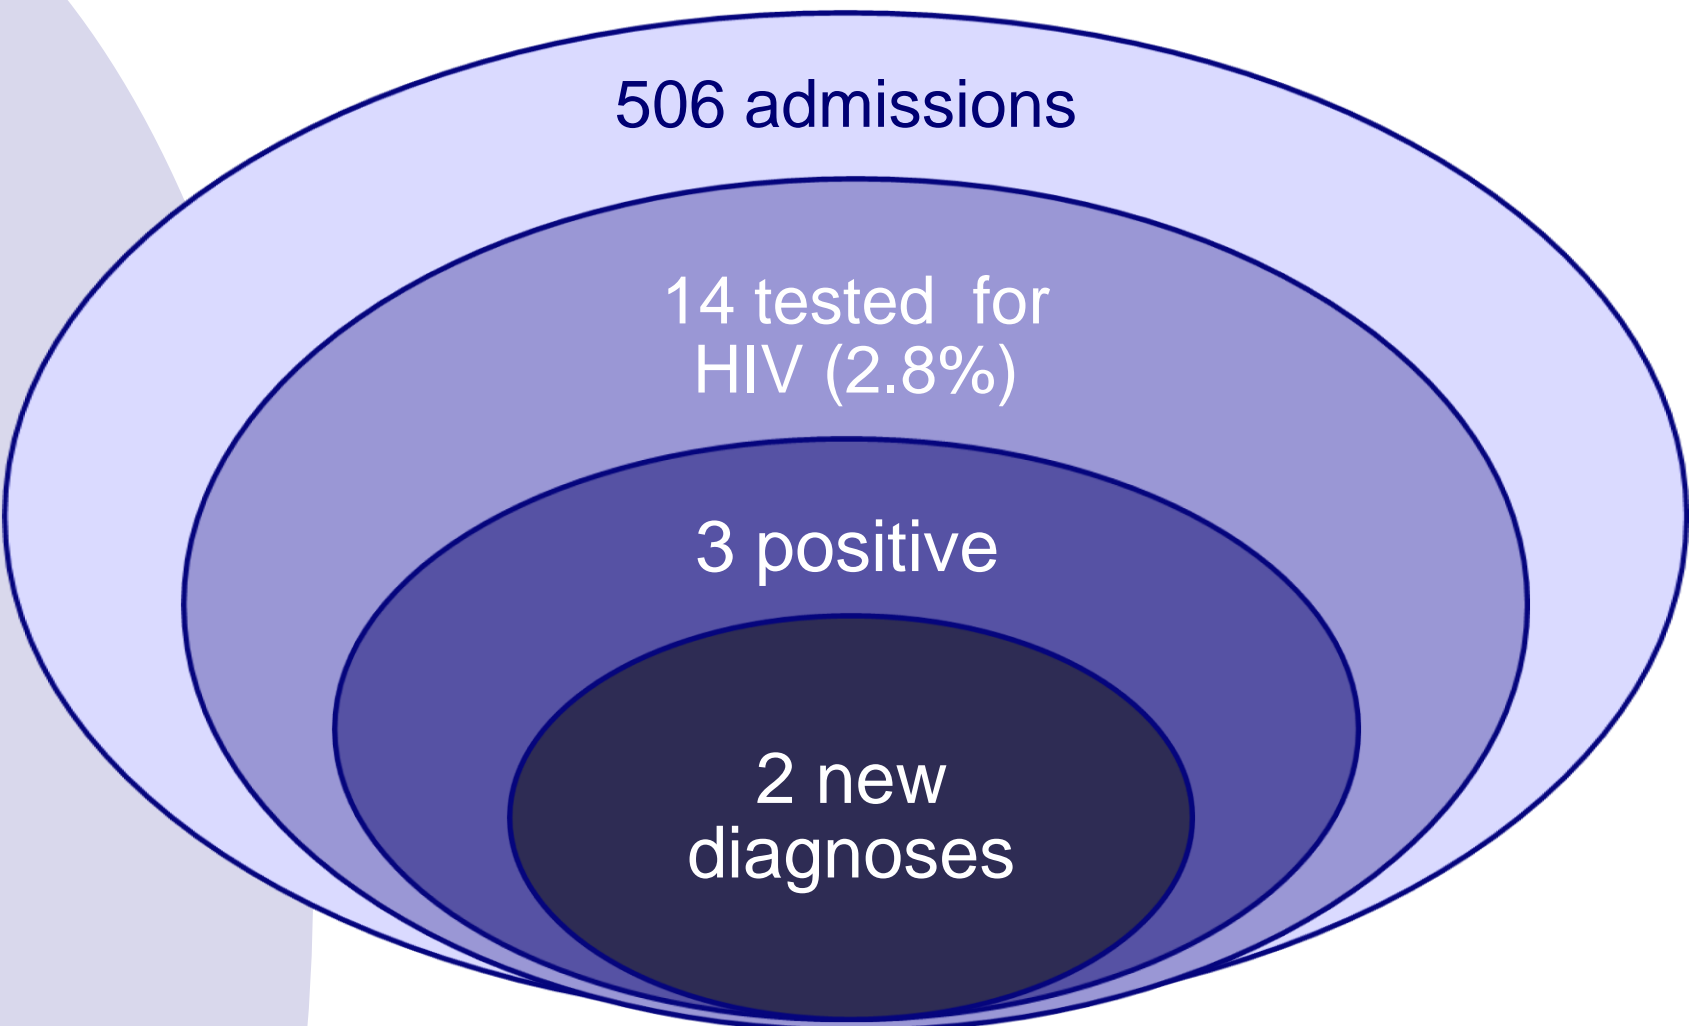 506 admissions
14 tested  for
HIV (2.8%)
3 positive
2 new
diagnoses